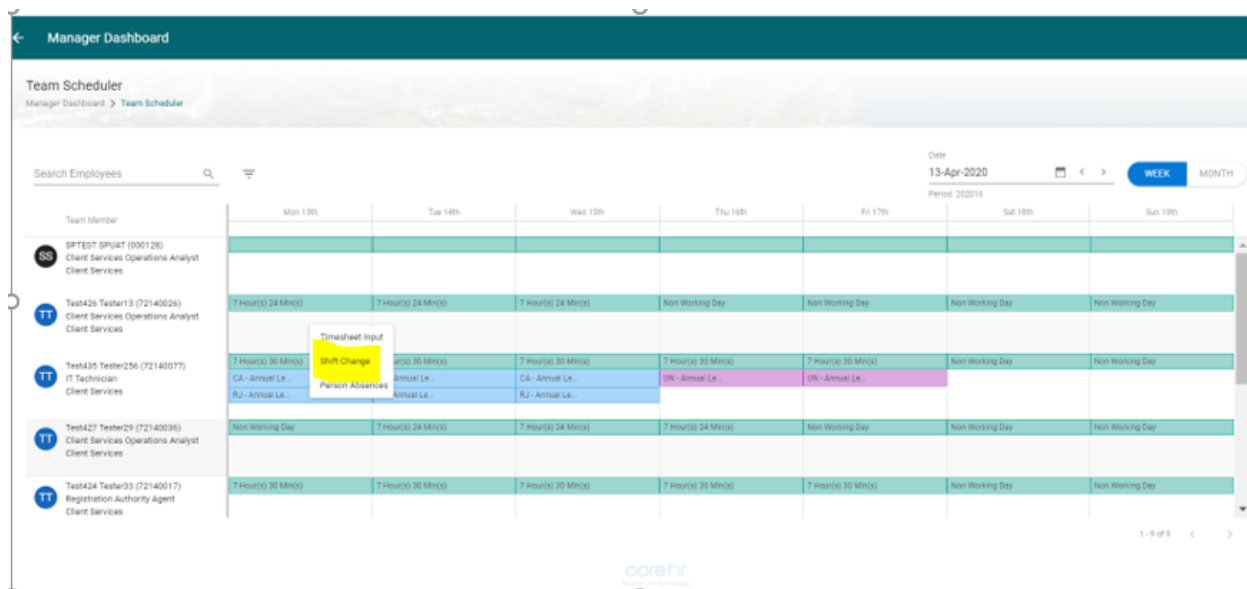 Manager Dashboard
Team Scheduler
Manager Dashboard > Team Scheduler
Search Employees
Date
13-Apr-2020
WEEK MONTH
Period: 202016
Team Member Mon 13th Tue 14th Wed 15th Thu 16th Fri 17th Sat 18th Sun 19th
SS SPTEST SPUAT (000128)
Client Services Operations Analyst
Client Services
TT Test426 Tester13 (72140026) 7 Hour(s) 24 Min(s) 7 Hour(s) 24 Min(s) 7 Hour(s) 24 Min(s) Non Working Day Non Working Day Non Working Day Non Working Day
Client Services Operations Analyst
Client Services
Timesheet Input
Shift Change
Person Absences
TT Test435 Tester256 (72140077) 7 Hour(s) 30 Min(s) ur(s) 30 Min(s) 7 Hour(s) 30 Min(s) 7 Hour(s) 30 Min(s) 7 Hour(s) 30 Min(s) Non Working Day Non Working Day
IT Technician CA - Annual Le... Annual Le... CA - Annual Le... UN - Annual Le... UN - Annual Le...
Client Services RJ - Annual Le... Annual Le... RJ - Annual Le...
TT Test427 Tester29 (72140036) Non Working Day 7 Hour(s) 24 Min(s) 7 Hour(s) 24 Min(s) 7 Hour(s) 24 Min(s) Non Working Day Non Working Day Non Working Day
Client Services Operations Analyst
Client Services
TT Test424 Tester33 (72140017) 7 Hour(s) 30 Min(s) 7 Hour(s) 30 Min(s) 7 Hour(s) 30 Min(s) 7 Hour(s) 30 Min(s) 7 Hour(s) 30 Min(s) Non Working Day Non Working Day
Registration Authority Agent
Client Services
1 - 9 of 9
corehr